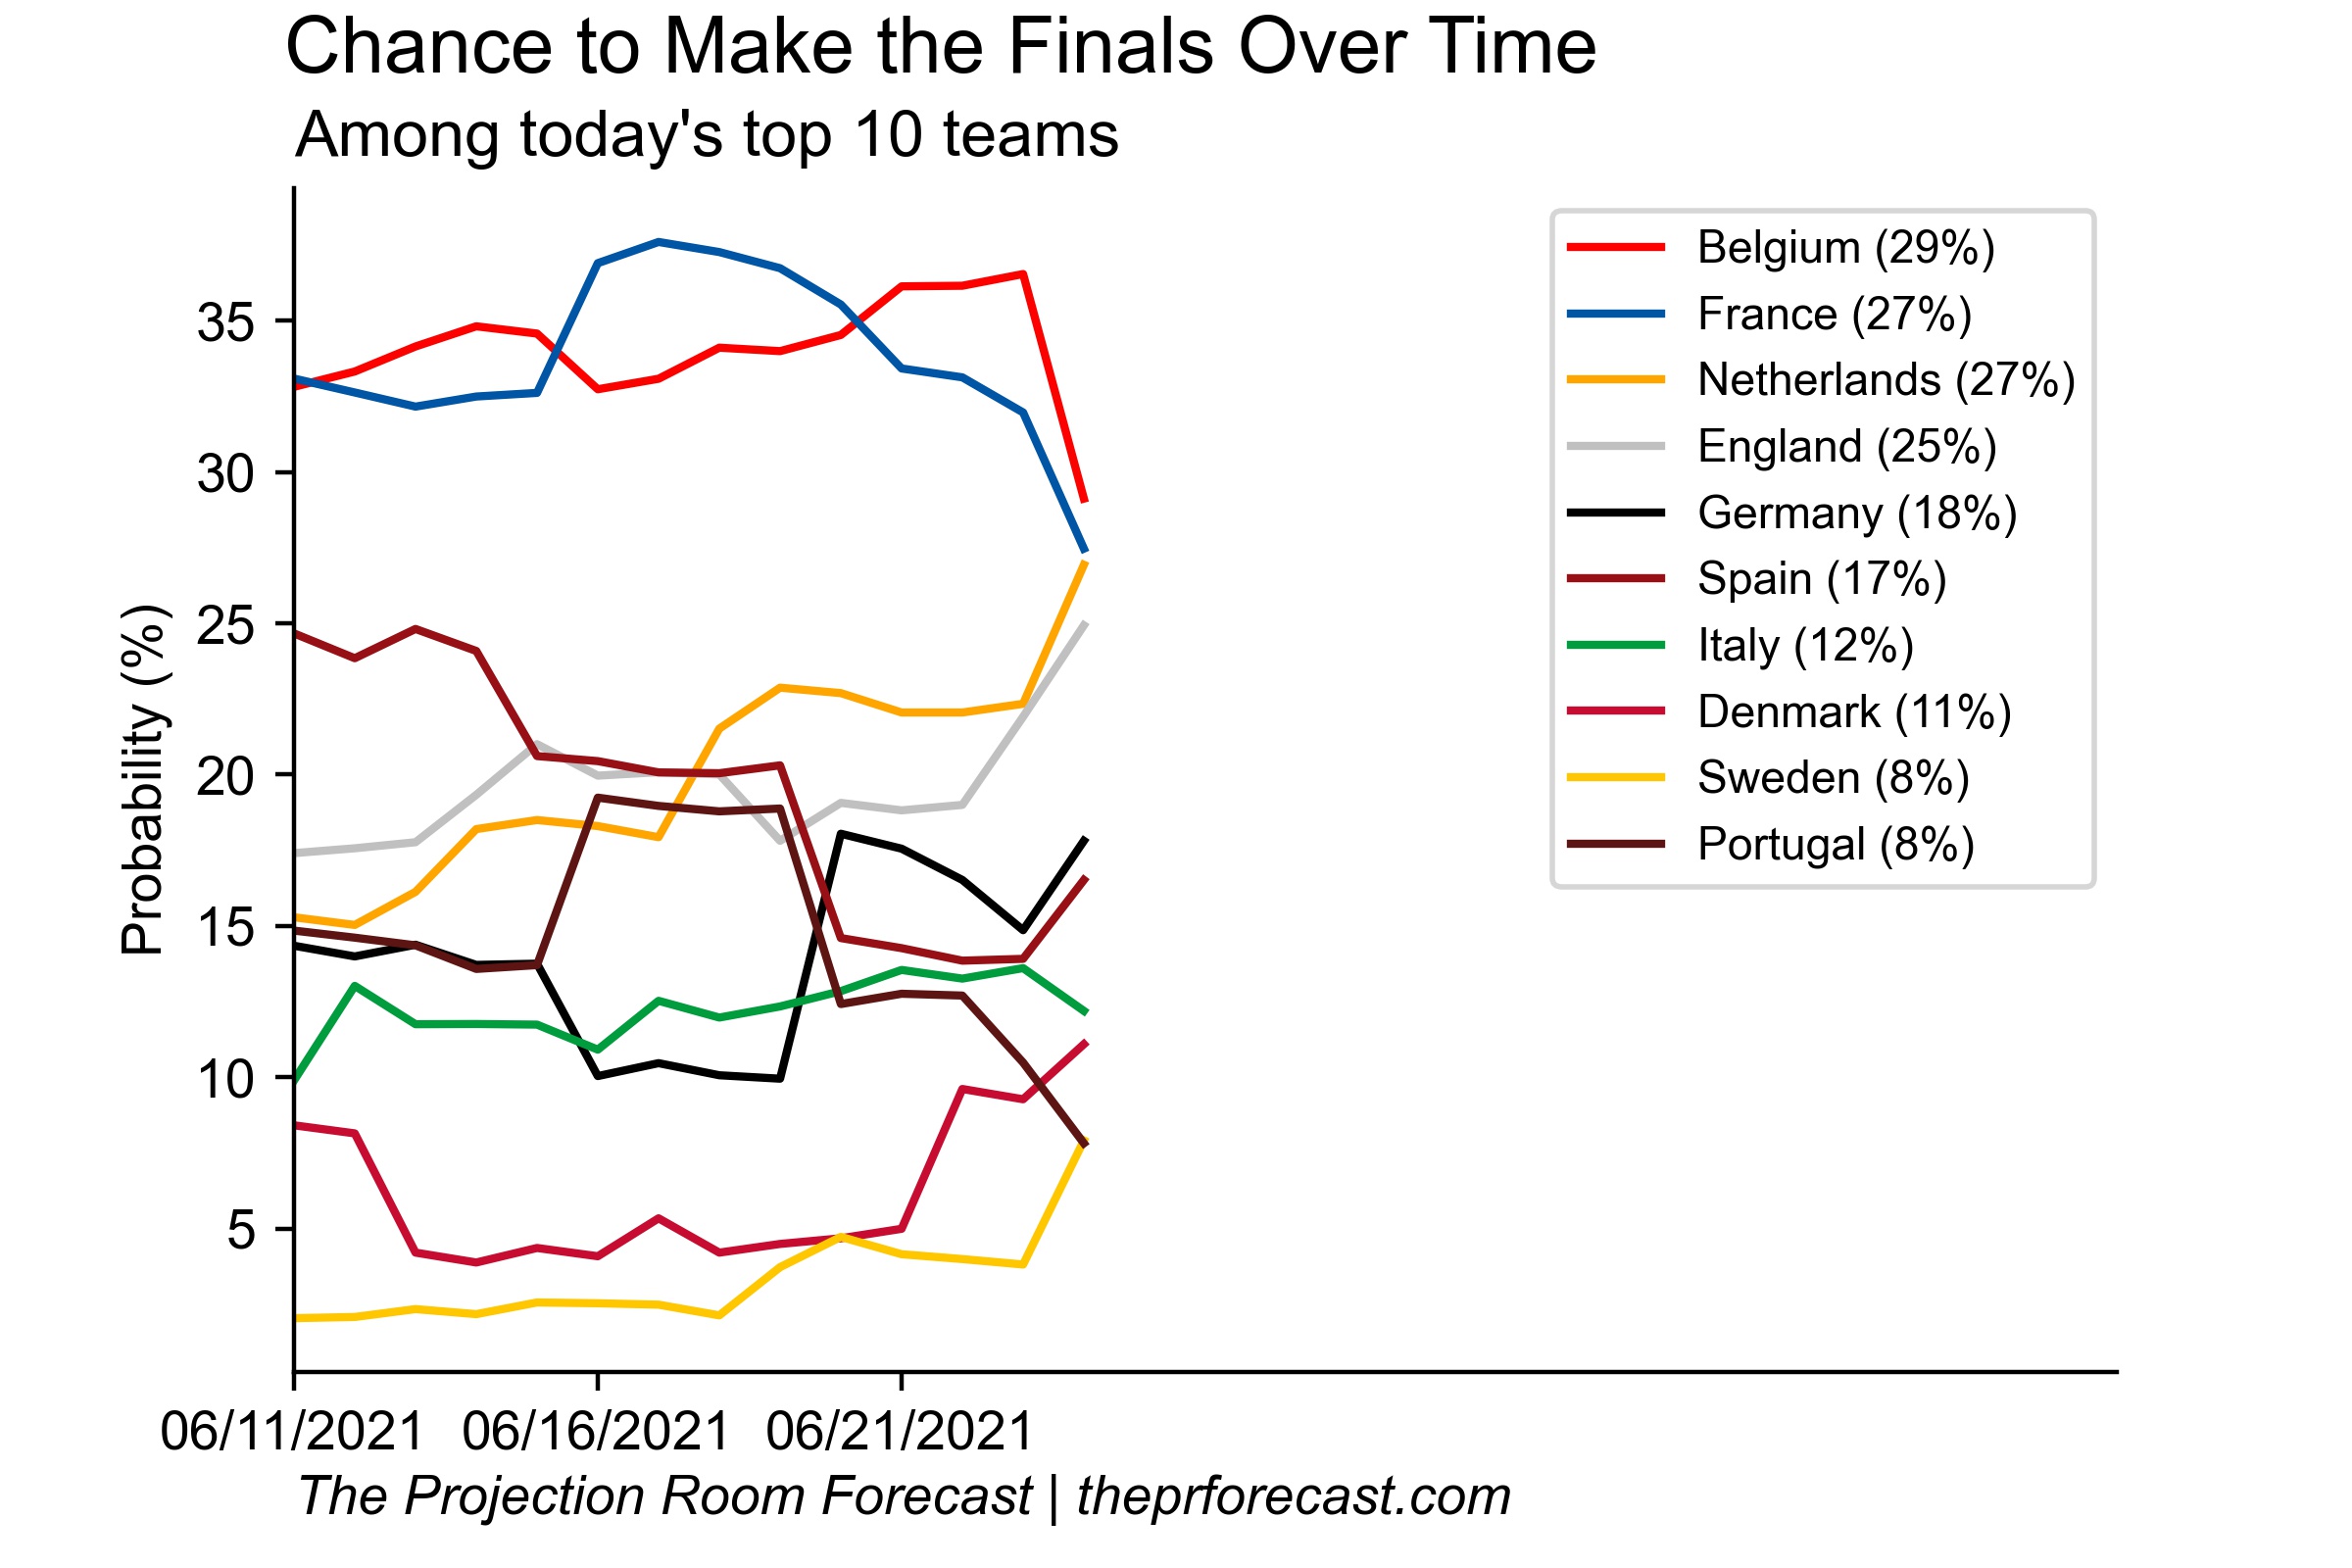 Chance to Make the Finals Over Time
Among today's top 10 teams
Probability (%)
35
30
25
20
15
10
5
Belgium (29%)
France (27%)
Netherlands (27%)
England (25%)
Germany (18%)
Spain (17%)
Italy (12%)
Denmark (11%)
Sweden (8%)
Portugal (8%)
06/11/2021 06/16/2021 06/21/2021
The Projection Room Forecast | theprforecast.com